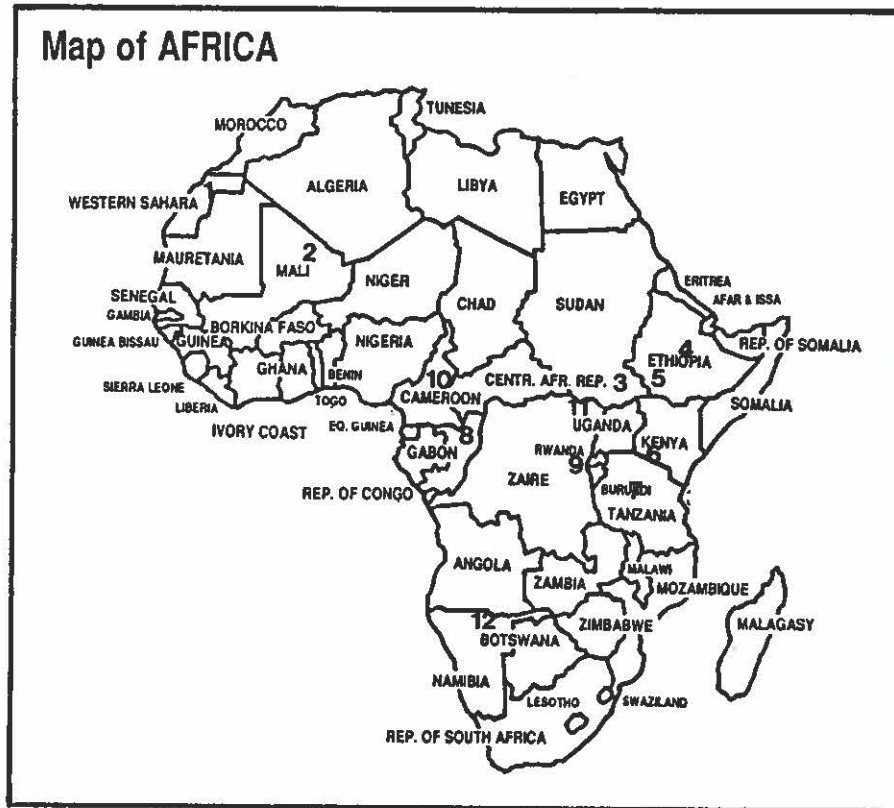 Map of AFRICA
TUNESIA
MOROCCO
ALGERIA
LIBYA
EGYPT
WESTERN SAHARA
MAURETANIA
MALI
2
NIGER
CHAD
SUDAN
ERITREA
AFAR & ISSA
SENEGAL
GAMBIA
GUINEA BISSAU
GUINEA
BORKINA FASO
NIGERIA
4
ETHIOPIA
REP. OF SOMALIA
SIERRA LEONE
LIBERIA
GHANA
TOGO
BENIN
10
CAMEROON
CENTR. AFR. REP.
3
5
SOMALIA
IVORY COAST
EQ. GUINEA
8
11
UGANDA
KENYA
6
GABON
RWANDA
9
ZAIRE
REP. OF CONGO
TANZANIA
ANGOLA
ZAMBIA
MALAWI
MOZAMBIQUE
12
BOTSWANA
ZIMBABWE
MALAGASY
NAMIBIA
LESOTHO
SWAZILAND
REP. OF SOUTH AFRICA